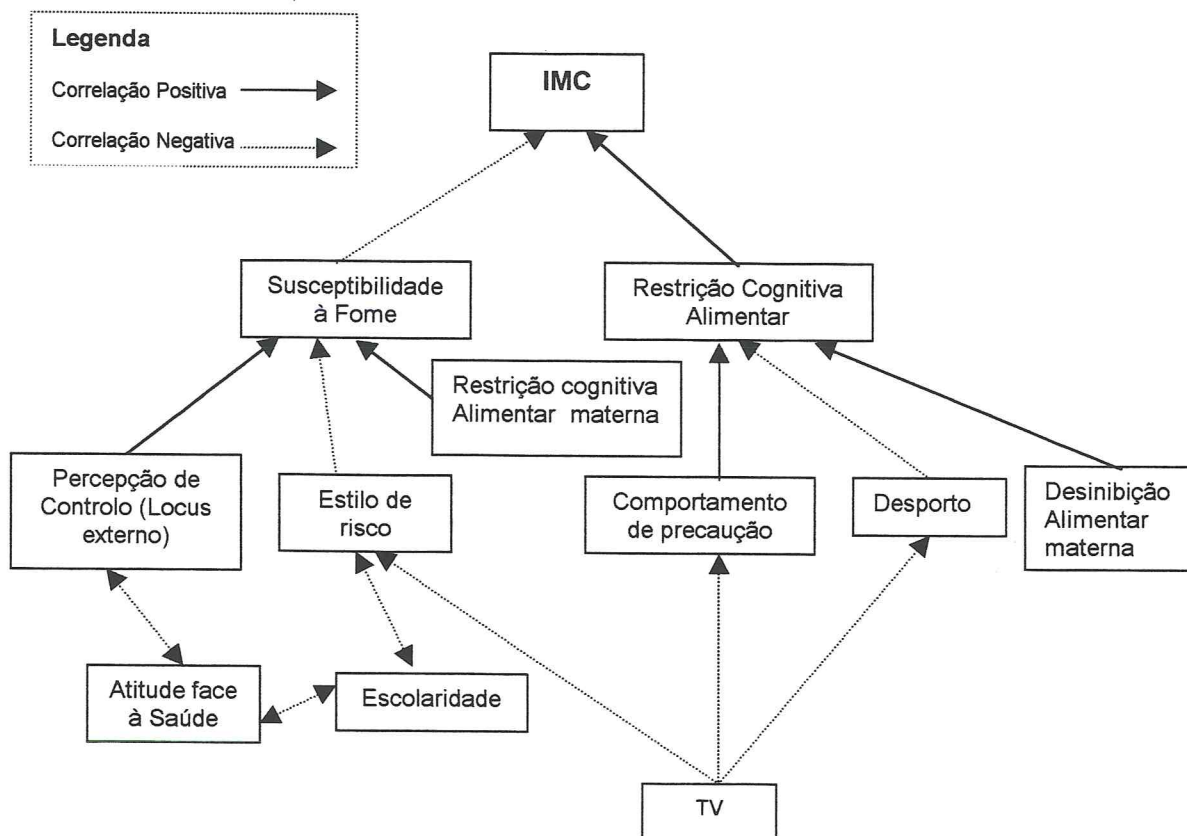 Legenda
Correlação Positiva
Correlação Negativa
IMC
Susceptibilidade
à Fome
Restrição Cognitiva
Alimentar
Restrição cognitiva
Alimentar materna
Percepção de
Controlo (Locus
externo)
Estilo de
risco
Comportamento
de precaução
Desporto
Desinibição
Alimentar
materna
Atitude face
à Saúde
Escolaridade
TV